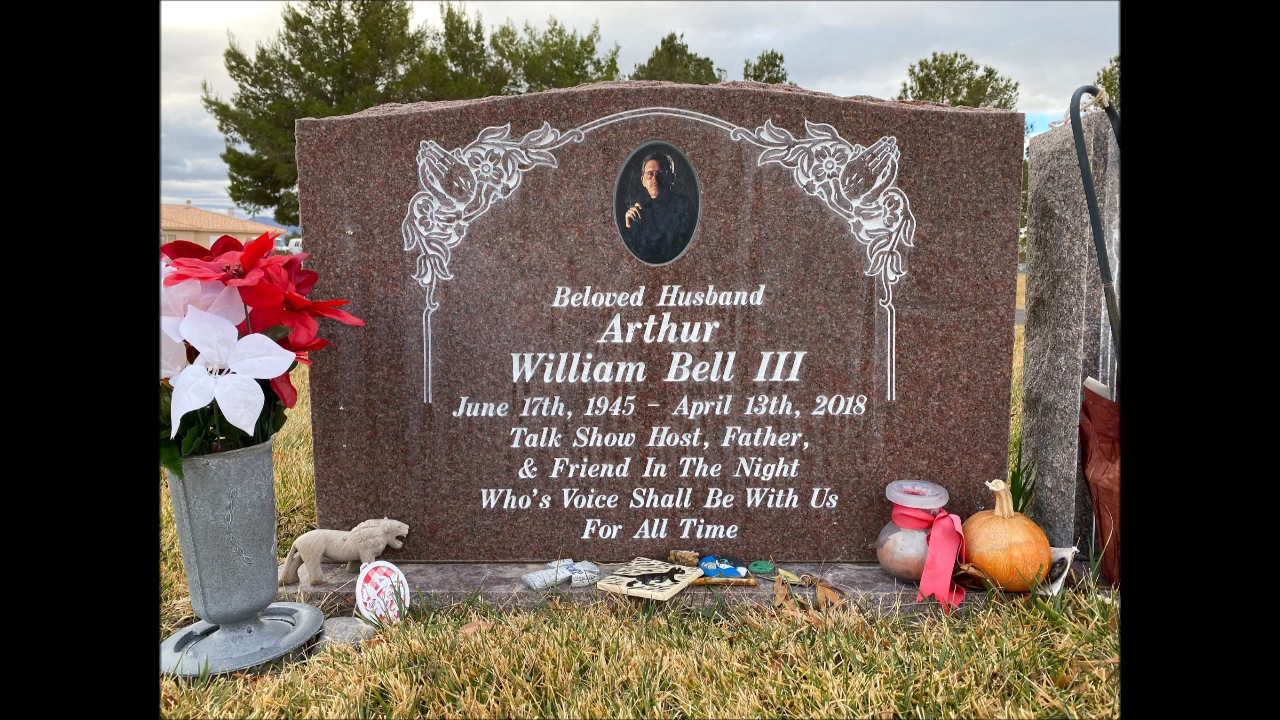 Beloved Husband
Arthur
William Bell III
June 17th, 1945 - April 13th, 2018
Talk Show Host, Father,
& Friend In The Night
Who's Voice Shall Be With Us
For All Time